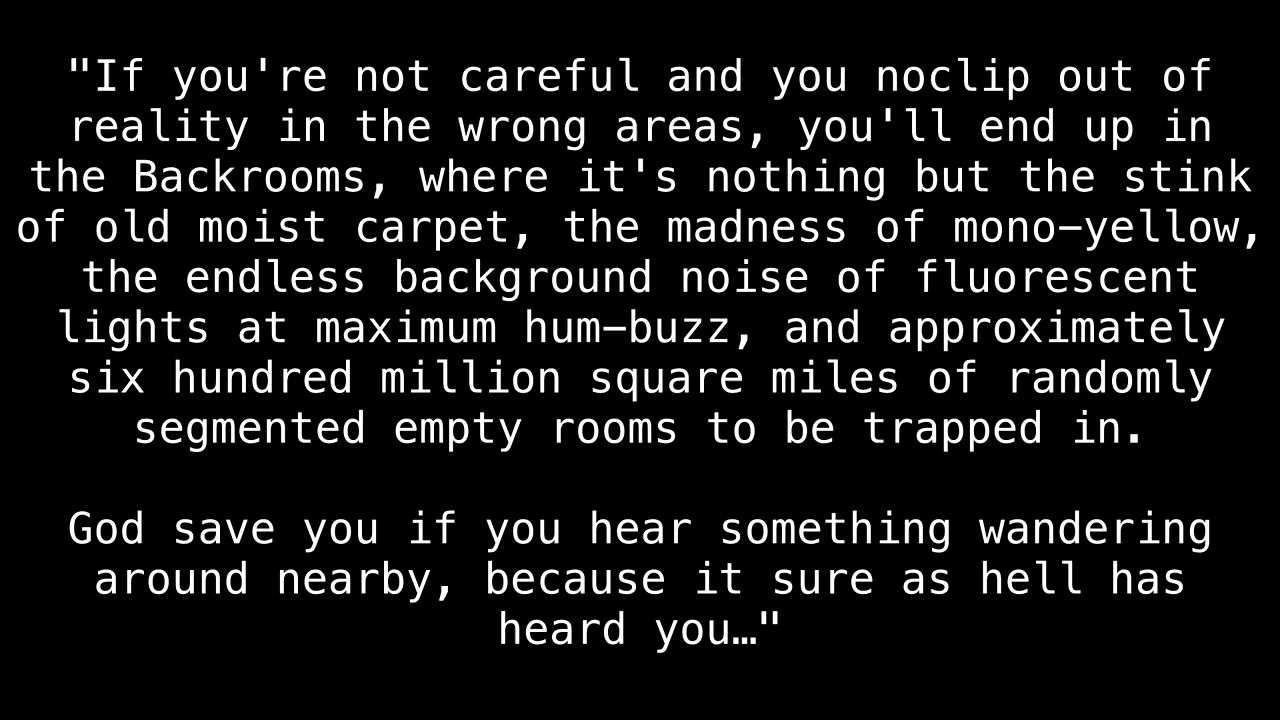 "If you're not careful and you noclip out of
reality in the wrong areas, you'll end up in
the Backrooms, where it's nothing but the stink
of old moist carpet, the madness of mono-yellow,
the endless background noise of fluorescent
lights at maximum hum-buzz, and approximately
six hundred million square miles of randomly
segmented empty rooms to be trapped in.
God save you if you hear something wandering
around nearby, because it sure as hell has
heard you…"